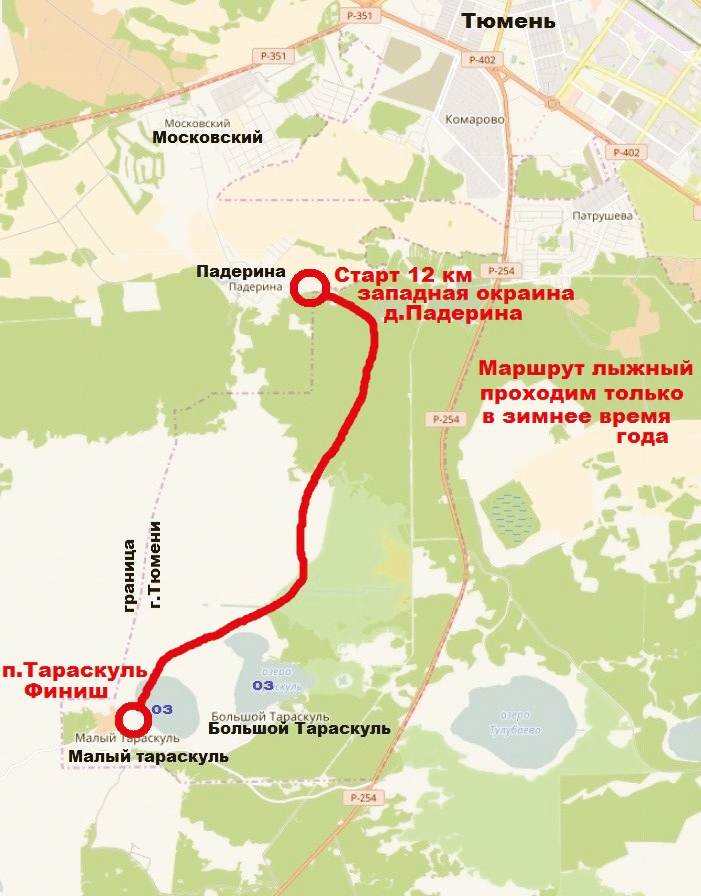 Р-351
Тюмень
Р-351
Р-402
Московский
Московский
Комарово
Р-402
Патрушева
Падерина
Падерина
Р-254
Старт 12 км
западная окраина
д.Падерина
Маршрут лыжный
проходим только
в зимнее время
года
Р-254
граница
г.Тюмени
п.Тараскуль
Финиш
озеро
оз
оз
Большой Тараскуль
Большой Тараскуль
озеро
Тулубаево
Малый Тараскуль
Малый тараскуль
Р-254